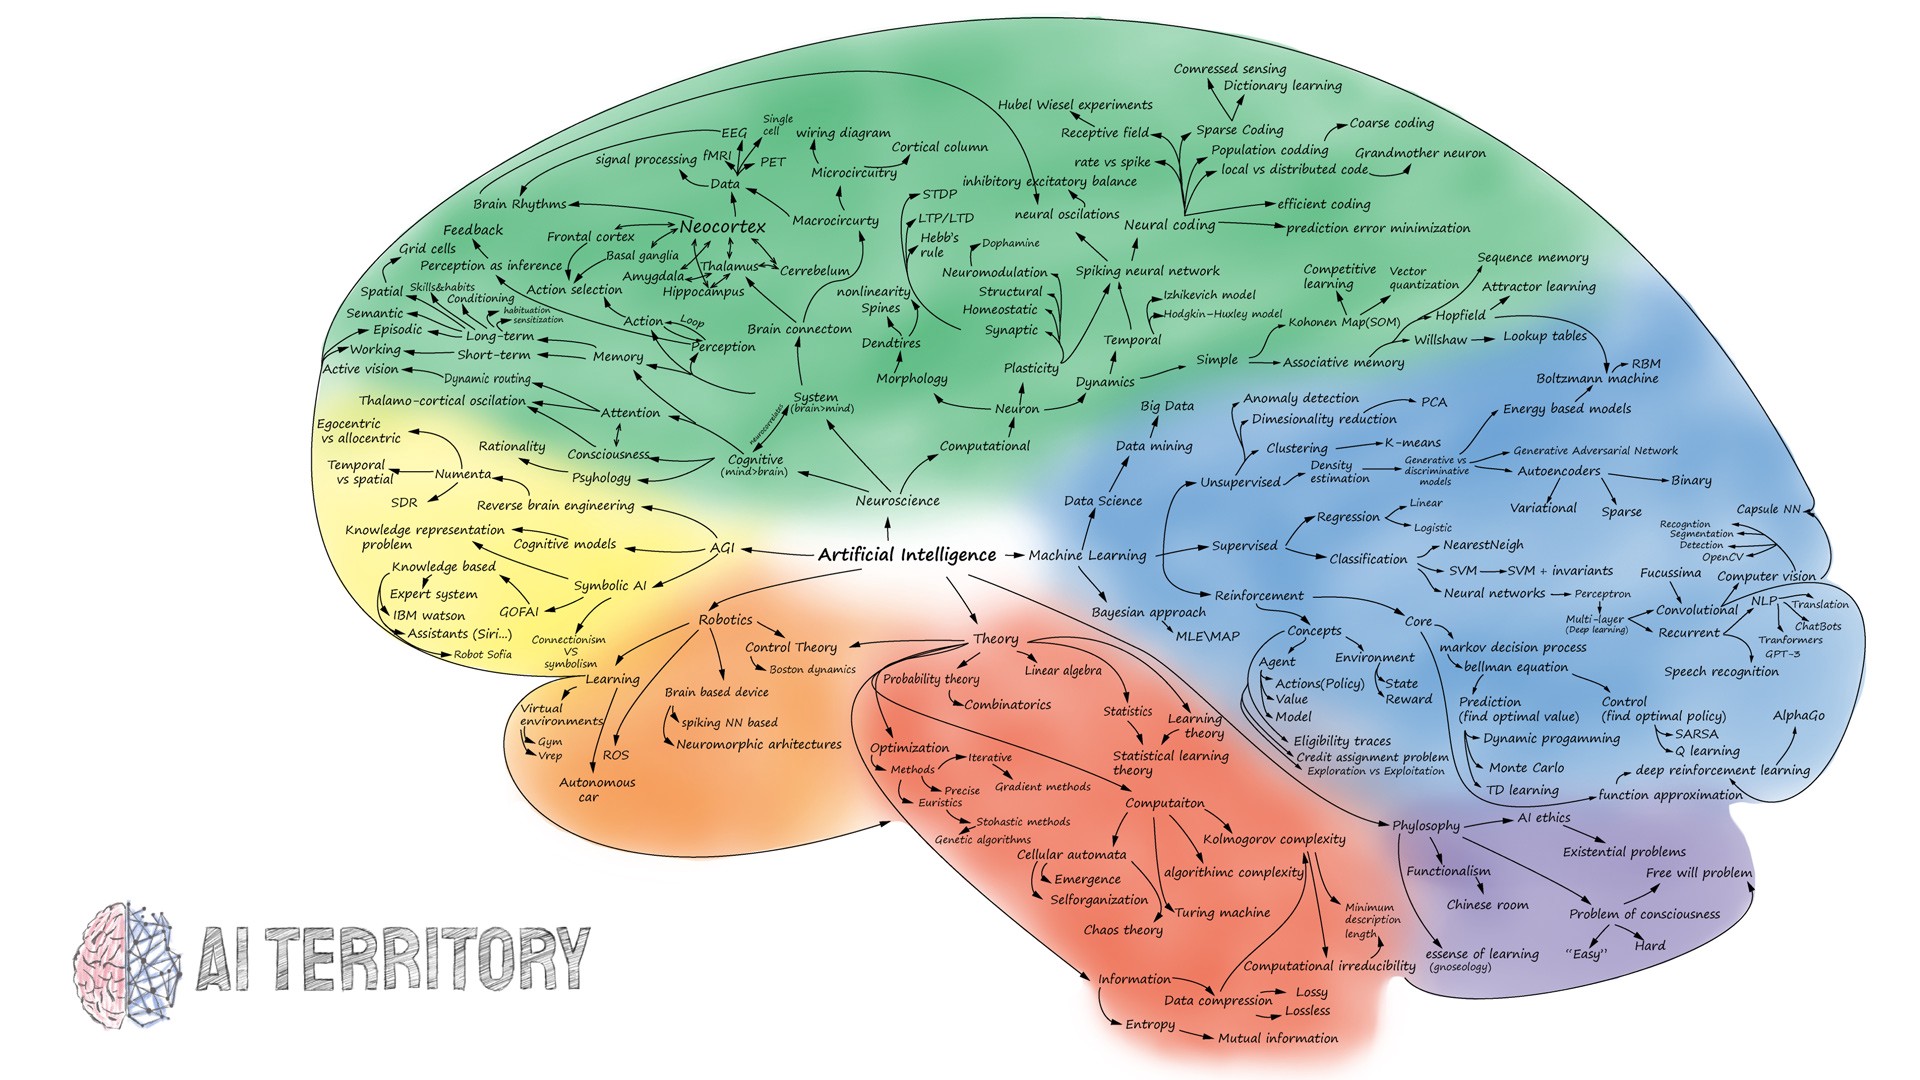 Comressed sensing
Dictionary learning
Hubel Wiesel experiments
Receptive field
Sparse Coding
Coarse coding
Population codding
Grandmother neuron
rate vs spike
local vs distributed code
inhibitory excitatory balance
efficient coding
neural oscilations
Neural coding
prediction error minimization
EEG
Single
cell
wiring diagram
signal processing
fMRI
PET
Cortical column
Data
Microcircuitry
Brain Rhythms
Macrocircurty
STDP
LTP/LTD
Hebb's
rule
Neocortex
Feedback
Frontal cortex
Grid cells
Basal ganglia
Perception as inference
Thalamus
Cerrebelum
Amygdala
Hippocampus
Action selection
Dophamine
Neuromodulation
Spiking neural network
Structural
Homeostatic
Synaptic
nonlinearity
Spines
Dendtires
Morphology
Izhikevich model
Hodgkin-Huxley model
Temporal
Plasticity
Dynamics
Neuron
Computational
Competitive
learning
Vector
quantization
Sequence memory
Attractor learning
Kohonen Map(SOM)
Hopfield
Willshaw
Lookup tables
Simple
Associative memory
Spatial
Skills&habits
Conditioning
habituation
sensitization
Semantic
Episodic
Long-term
Working
Short-term
Active vision
Dynamic routing
Thalamo-cortical oscilation
Memory
Action
Loop
Perception
Brain connectom
System
(brain>mind)
neurocorrelates
Attention
Consciousness
Cognitive
(mind>brain)
Rationality
Psyhology
Neuroscience
Egocentric
vs allocentric
Temporal
vs spatial
Numenta
SDR
Reverse brain engineering
Knowledge representation
problem
Cognitive models
AGI
Knowledge based
Symbolic AI
Expert system
GOFAI
IBM watson
Assistants (Siri...)
Robot Sofia
Connectionism
VS
symbolism
Artificial Intelligence
Machine Learning
RBM
Boltzmann machine
Energy based models
Big Data
Data mining
Data Science
Anomaly detection
Dimesionality reduction
PCA
Clustering
K-means
Unsupervised
Density
estimation
Generative vs
discriminative
models
Generative Adversarial Network
Autoencoders
Binary
Variational
Sparse
Regression
Linear
Logistic
Supervised
Classification
NearestNeigh
SVM
SVM + invariants
Neural networks
Perceptron
Multi-layer
(Deep learning)
Capsule NN
Recogntion
Segmentation
Detection
OpenCV
Fucussima
Computer vision
Convolutional
NLP
Translation
ChatBots
Recurrent
Tranformers
GPT-3
Speech recognition
Bayesian approach
MLE\MAP
Reinforcement
Concepts
Core
Agent
Environment
Actions(Policy)
Value
Model
State
Reward
markov decision process
bellman equation
Prediction
(find optimal value)
Control
(find optimal policy)
AlphaGo
Dynamic progamming
SARSA
Q learning
Monte Carlo
deep reinforcement learning
TD learning
function approximation
Eligibility traces
Credit assignment problem
Exploration vs Exploitation
Robotics
Control Theory
Boston dynamics
Learning
Brain based device
Virtual
environments
Gym
Vrep
spiking NN based
Neuromorphic arhitectures
ROS
Autonomous
car
Theory
Probability theory
Combinatorics
Linear algebra
Statistics
Learning
theory
Statistical learning
theory
Optimization
Methods
Iterative
Gradient methods
Precise
Euristics
Stohastic methods
Genetic algorithms
Computaiton
Kolmogorov complexity
Cellular automata
Emergence
Selforganization
algorithimc complexity
Turing machine
Chaos theory
Minimum
description
length
Computational irreducibility
Information
Data compression
Lossy
Lossless
Entropy
Mutual information
Phylosophy
AI ethics
Existential problems
Functionalism
Chinese room
Free will problem
Problem of consciousness
"Easy"
Hard
essense of learning
(gnoseology)
AI TERRITORY